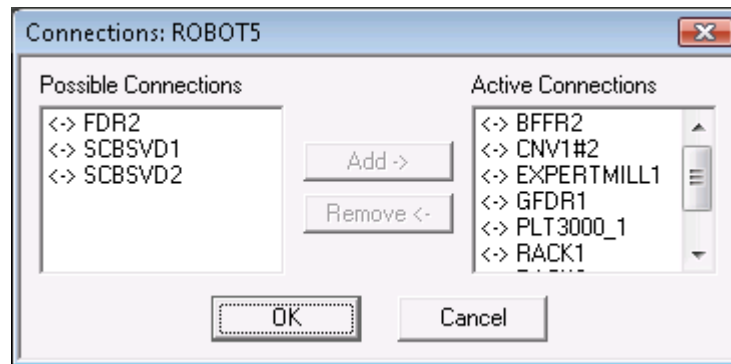 Connections: ROBOT5
Possible Connections
<-> FDR2
<-> SCBSVD1
<-> SCBSVD2
Add ->
Remove <-
Active Connections
<-> BFFR2
<-> CNV1#2
<-> EXPERTMILL1
<-> GFDR1
<-> PLT3000_1
<-> RACK1
OK
Cancel